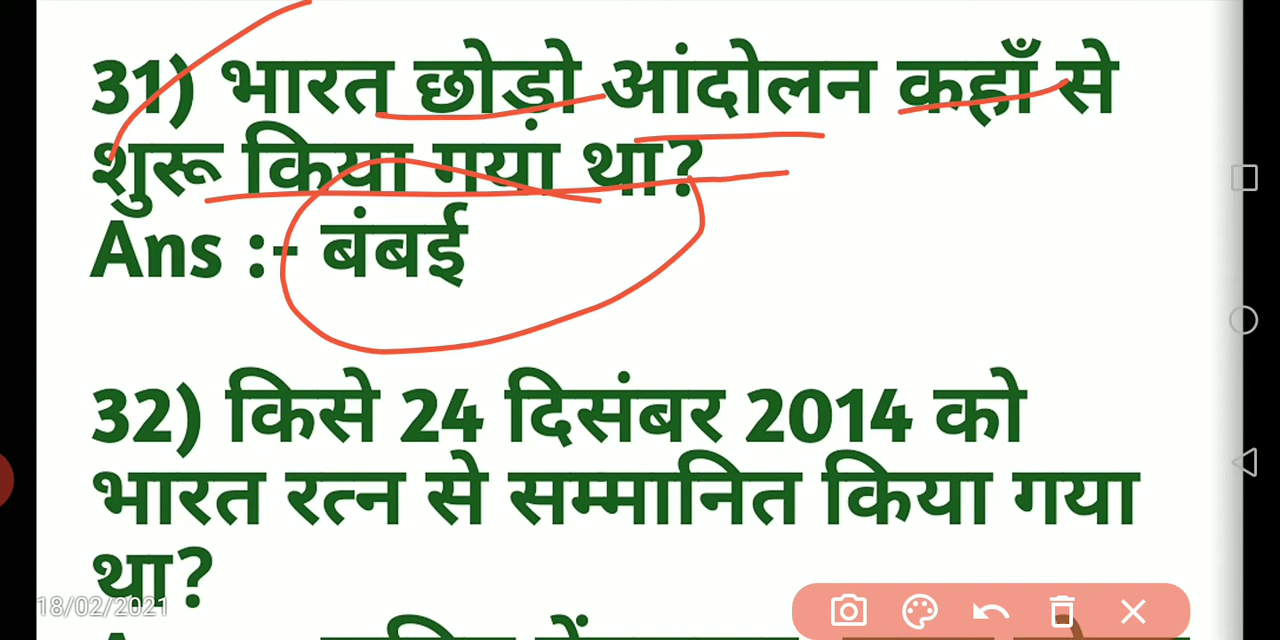 31) भारत छोड़ो आंदोलन कहाँ से
शुरू किया गया था?
Ans :- बंबई
32) किसे 24 दिसंबर 2014 को
भारत रत्न से सम्मानित किया गया
था?
18/02/2021